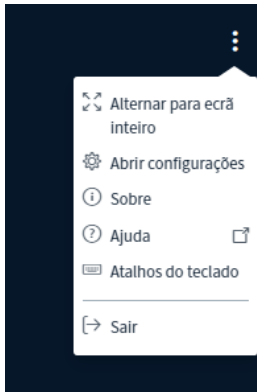 Alternar para ecrã
inteiro
Abrir configurações
Sobre
Ajuda
Atalhos do teclado
Sair